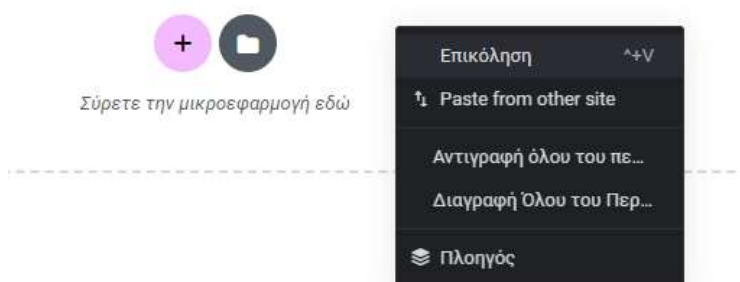 Επικόληση ^+V
Paste from other site
Σύρετε την μικροεφαρμογή εδώ
Αντιγραφή όλου του πε...
Διαγραφή Όλου του Περ...
Πλοηγός